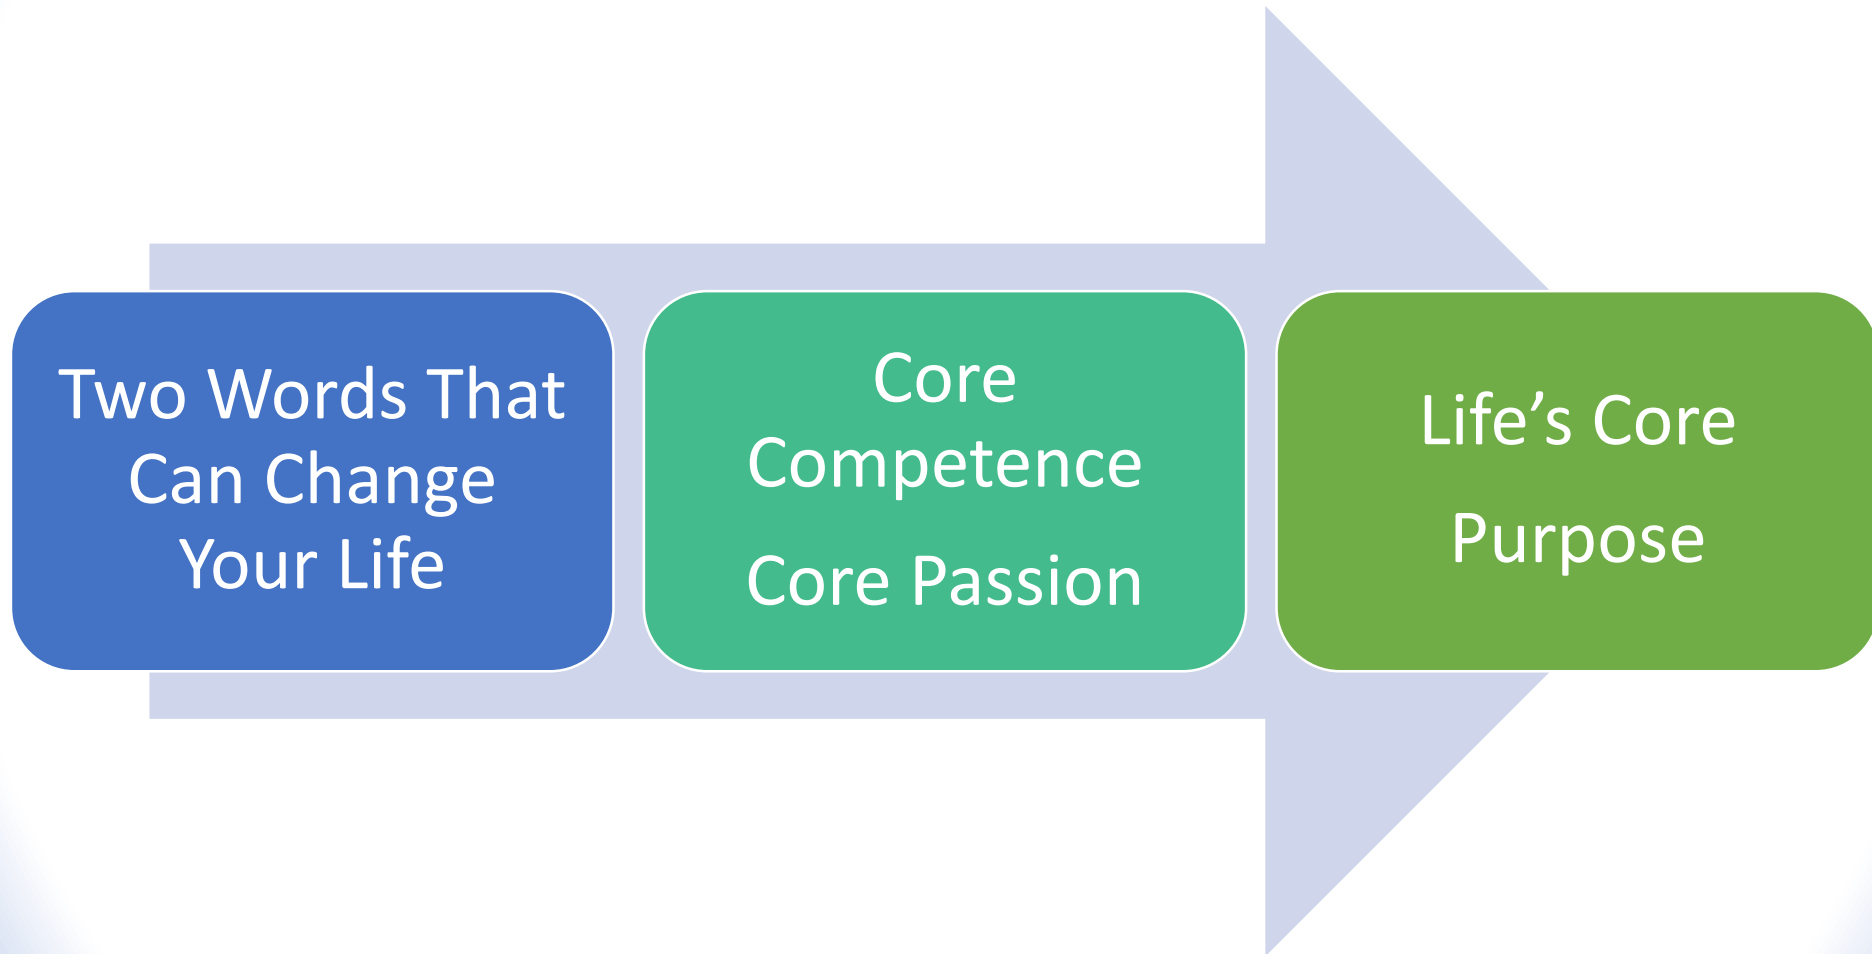 Two Words That
Can Change
Your Life
Core
Competence
Core Passion
Life’s Core
Purpose